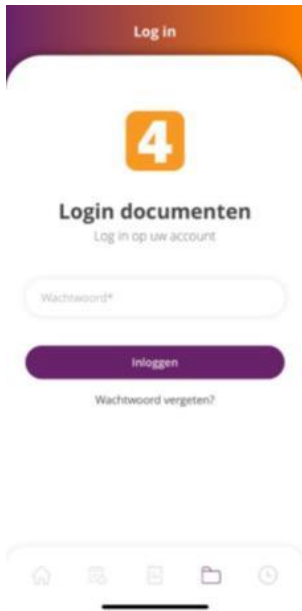 Log in
4
Login documenten
Log in op uw account
Wachtwoord*
Inloggen
Wachtwoord vergeten?